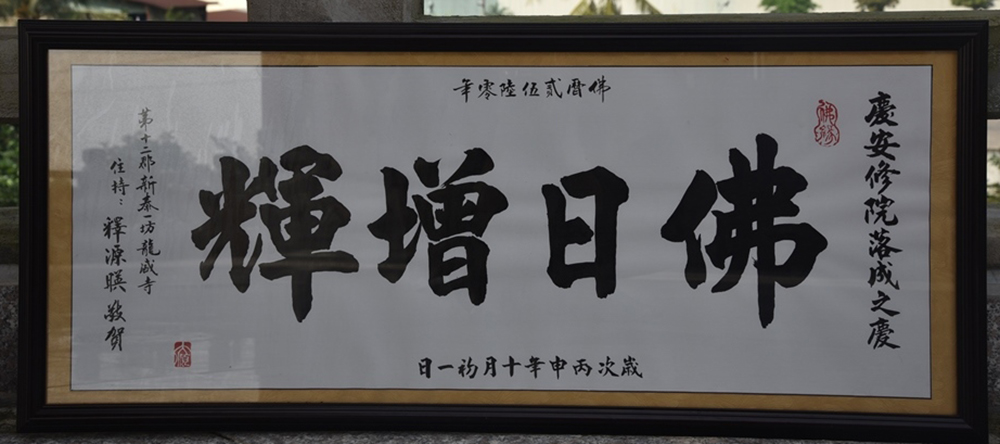 慶安修院落成之慶
佛曆貳伍陸零年
佛日增輝
歲次丙申年十月初一日
第十二郡新泰一坊龍威寺
住持：釋源暎敬賀